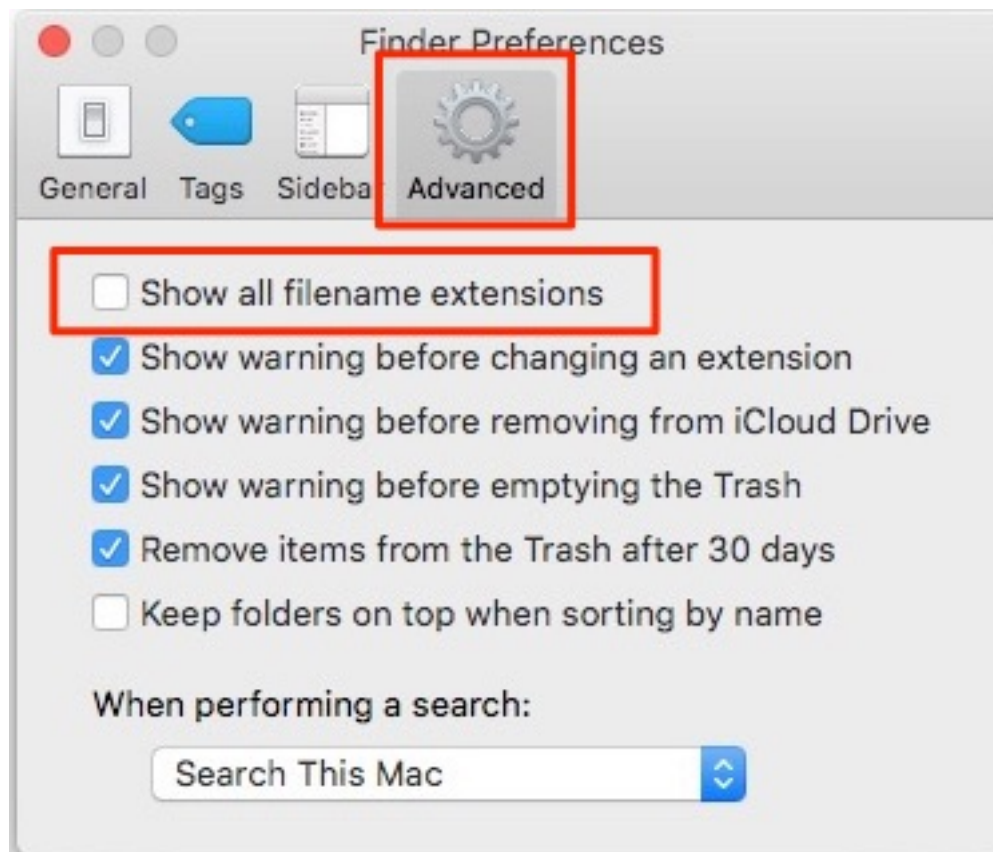 Finder Preferences
General Tags Sidebar Advanced
Show all filename extensions
Show warning before changing an extension
Show warning before removing from iCloud Drive
Show warning before emptying the Trash
Remove items from the Trash after 30 days
Keep folders on top when sorting by name
When performing a search:
Search This Mac